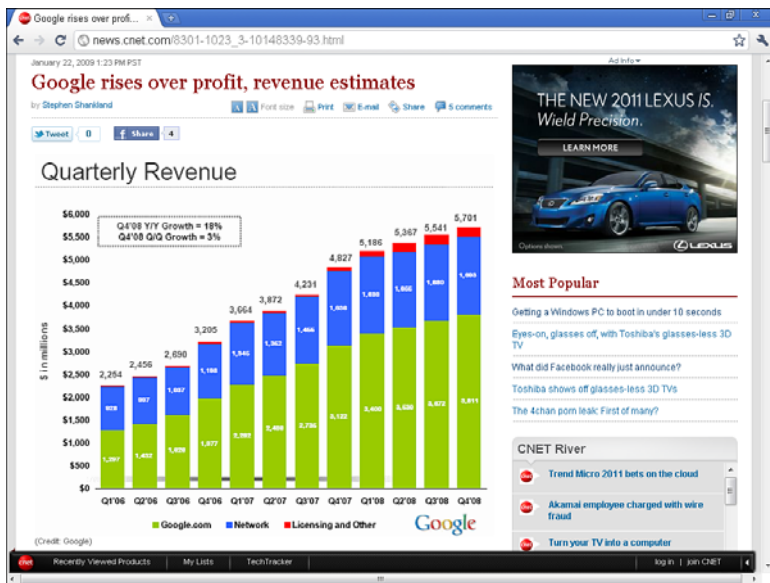 Google rises over profi...
news.cnet.com/8301-1023_3-10148339-93.html
January 22, 2009 1:23 PM PST
Google rises over profit, revenue estimates
by Stephen Shankland
Font size
Print
E-mail
Share
5 comments
Tweet
0
Share
4
Quarterly Revenue
Q4'08 Y/Y Growth = 18%
Q4'08 Q/Q Growth = 3%
$ in millions
$6,000
$5,500
$5,000
$4,500
$4,000
$3,500
$3,000
$2,500
$2,000
$1,500
$1,000
$500
$0
2,254
2,456
2,690
3,205
3,664
3,872
4,231
4,827
5,186
5,367
5,541
5,701
Q1'06
Q2'06
Q3'06
Q4'06
Q1'07
Q2'07
Q3'07
Q4'07
Q1'08
Q2'08
Q3'08
Q4'08
Google.com
Network
Licensing and Other
Google
(Credit: Google)
Ad Info
THE NEW 2011 LEXUS IS.
Wield Precision.
LEARN MORE
Options shown.
LEXUS
Most Popular
Getting a Windows PC to boot in under 10 seconds
Eyes-on, glasses off, with Toshiba's glasses-less 3D
TV
What did Facebook really just announce?
Toshiba shows off glasses-less 3D TVs
The 4chan porn leak: First of many?
CNET River
Trend Micro 2011 bets on the cloud
Akamai employee charged with wire
fraud
Turn your TV into a computer
cnet
Recently Viewed Products
My Lists
TechTracker
log in | join CNET